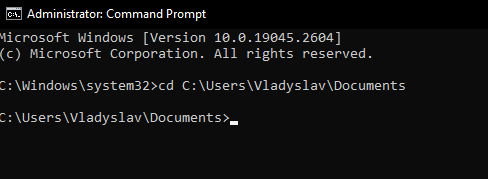 Administrator: Command Prompt
Microsoft Windows [Version 10.0.19045.2604]
(c) Microsoft Corporation. All rights reserved.
C:\Windows\system32>cd C:\Users\Vladyslav\Documents
C:\Users\Vladyslav\Documents>